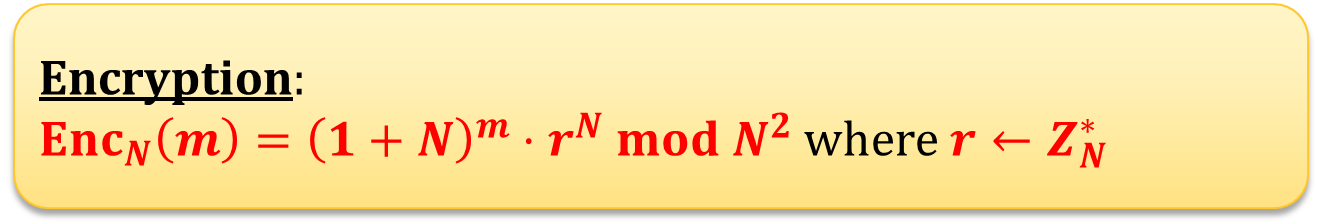 Encryption:
Enc_N(m) = (1 + N)^m · r^N mod N^2 where r ← Z_N^*